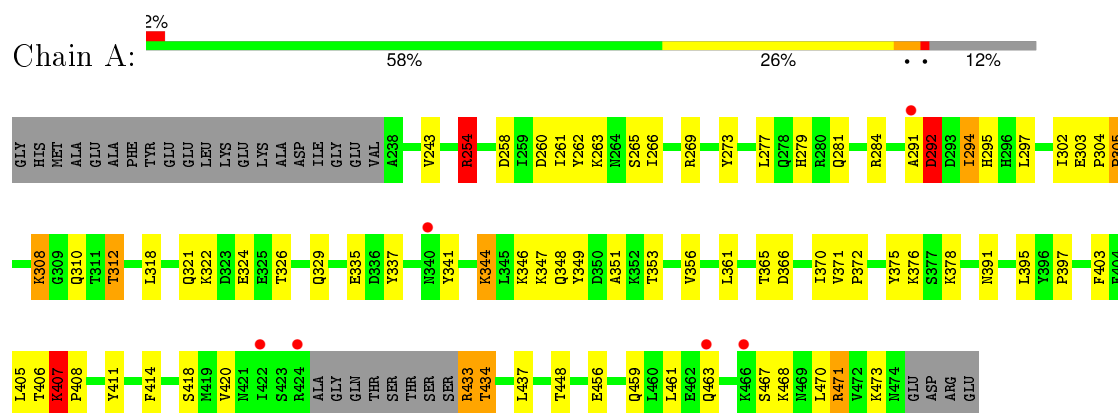 2%
Chain A:
58% 26% • • 12%
GLY HIS MET ALA GLU ALA PHE TYR GLU GLU LEU LYS GLU LYS ALA ASP ILE GLY GLU VAL A238 V243 R254 D258 I259 D260 I261 Y262 K263 N264 S265 I266 R269 Y273 L277 Q278 H279 R280 Q281 R284 A291 D292 D293 I294 H295 H296 L297 I302 E303 P304
K308 G309 Q310 T311 T312 L318 Q321 K322 D323 E324 E325 T326 Q329 E335 D336 Y337 N340 Y341 K344 L345 K346 K347 Q348 Y349 D350 A351 K352 T353 V356 L361 T365 D366 I370 V371 P372 Y375 K376 S377 K378 N391 L395 Y396 P397 F403
L405 T406 K407 P408 Y411 F414 S418 M419 V420 N421 I422 S423 R424 ALA GLY GLN THR SER THR SER SER R433 T434 L437 T448 E456 Q459 L460 L461 E462 Q463 K466 S467 K468 N469 L470 R471 V472 K473 N474 GLU ASP ARG GLU